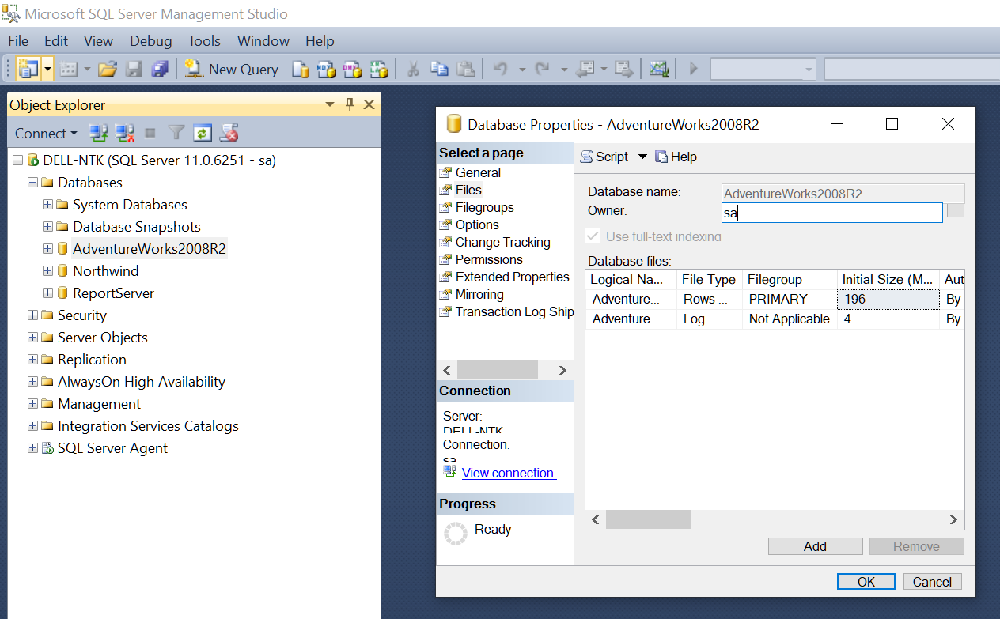 Microsoft SQL Server Management Studio
File Edit View Debug Tools Window Help
New Query
Object Explorer
Connect
DELL-NTK (SQL Server 11.0.6251 - sa)
Databases
System Databases
Database Snapshots
AdventureWorks2008R2
Northwind
ReportServer
Security
Server Objects
Replication
AlwaysOn High Availability
Management
Integration Services Catalogs
SQL Server Agent
Database Properties - AdventureWorks2008R2
Select a page
General
Files
Filegroups
Options
Change Tracking
Permissions
Extended Properties
Mirroring
Transaction Log Ship
Connection
Server:
DELL-NTK
Connection:
sa
View connection
Progress
Ready
Script Help
Database name: AdventureWorks2008R2
Owner: sa
Use full-text indexing
Database files:
Logical Na... File Type Filegroup Initial Size (M... Aut
Adventure... Rows ... PRIMARY 196 By
Adventure... Log Not Applicable 4 By
Add Remove
OK Cancel